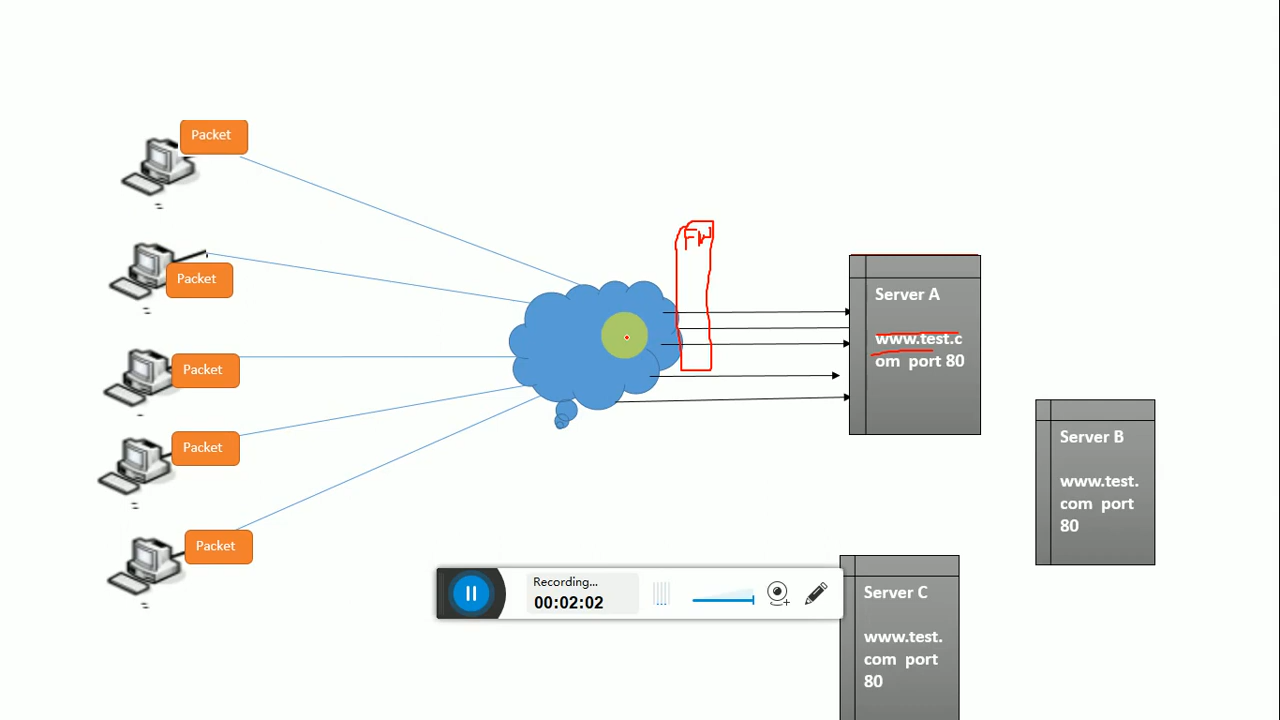 Packet
Packet
Packet
Packet
Packet
FW
Server A
www.test.c
om port 80
Server B
www.test.
com port
80
Server C
www.test.
com port
80
Recording...
00:02:02